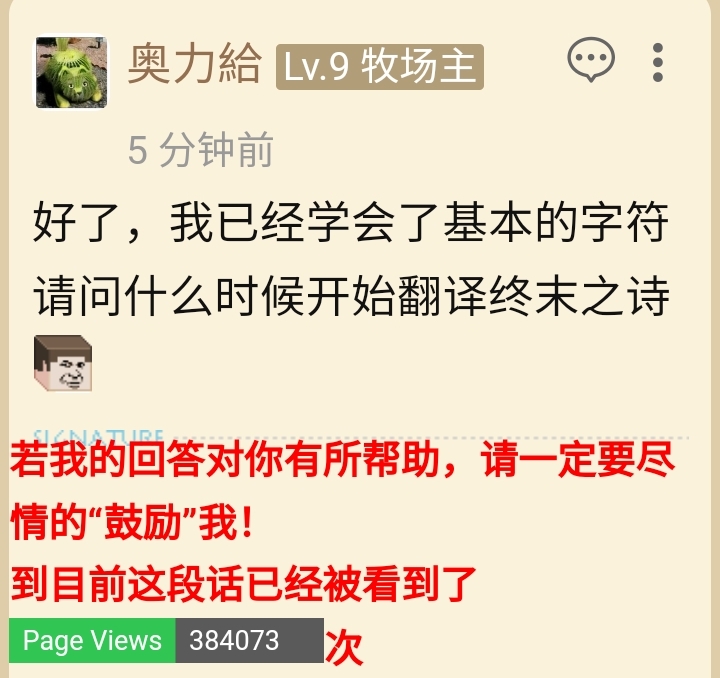 奥力給 Lv.9 牧场主
5 分钟前
好了，我已经学会了基本的字符
请问什么时候开始翻译终末之诗
SIGNATURE
若我的回答对你有所帮助，请一定要尽
情的“鼓励”我！
到目前这段话已经被看到了
Page Views 384073 次